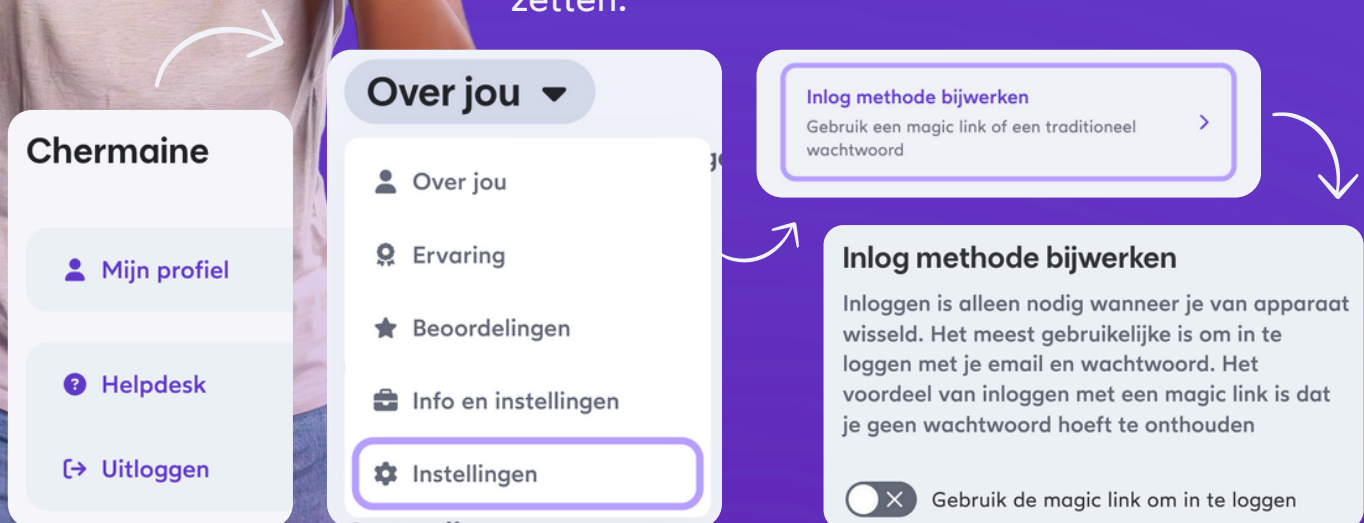 zetten.
Chermaine
Mijn profiel
Helpdesk
Uitloggen
Over jou
Over jou
Ervaring
Beoordelingen
Info en instellingen
Instellingen
Inlog methode bijwerken
Gebruik een magic link of een traditioneel
wachtwoord
Inlog methode bijwerken
Inloggen is alleen nodig wanneer je van apparaat
wisseld. Het meest gebruikelijke is om in te
loggen met je email en wachtwoord. Het
voordeel van inloggen met een magic link is dat
je geen wachtwoord hoeft te onthouden
Gebruik de magic link om in te loggen